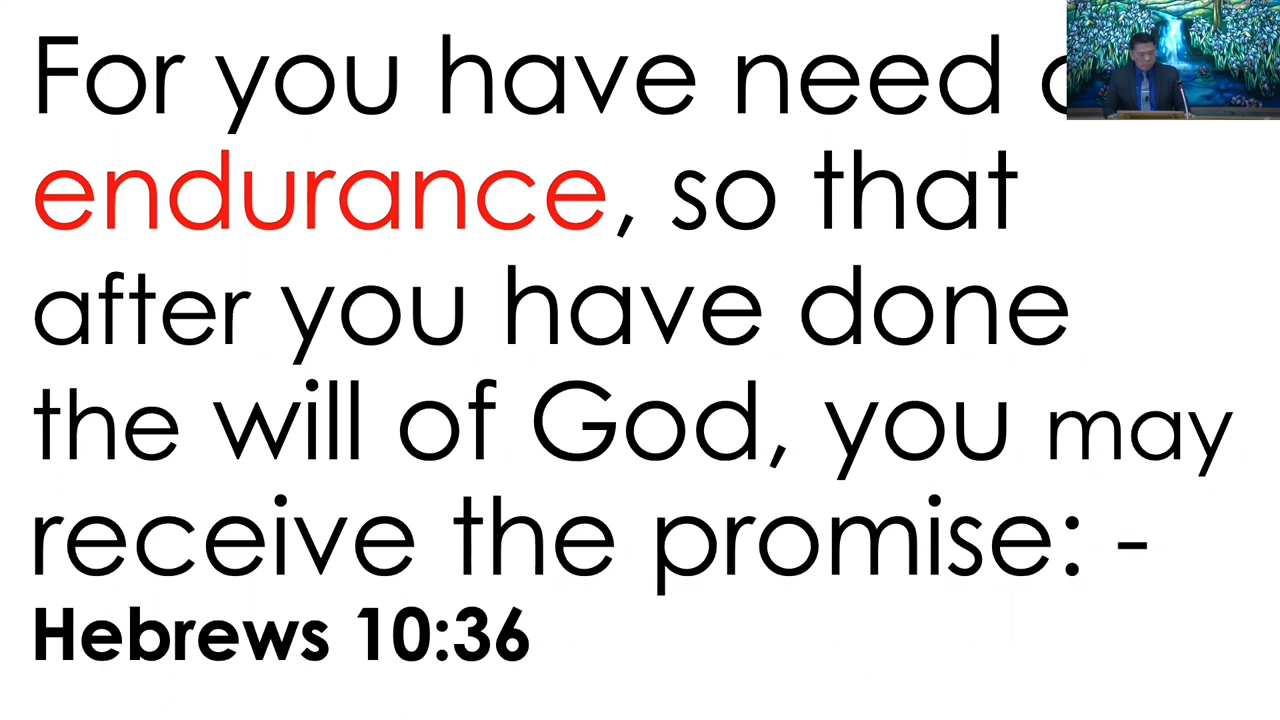 For you have need
endurance, so that
after you have done
the will of God, you may
receive the promise: -
Hebrews 10:36